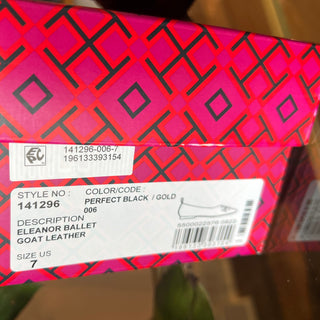 141296-006-7
196133393154
STYLE NO :
141296
COLOR/CODE :
PERFECT BLACK / GOLD
006
DESCRIPTION
ELEANOR BALLET
GOAT LEATHER
SIZE US
7